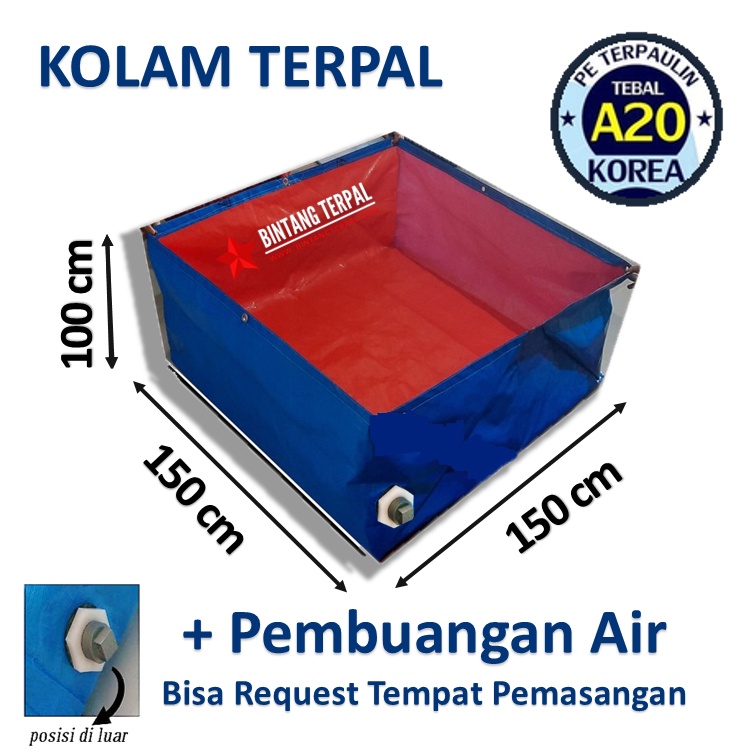 KOLAM TERPAL
PE TERPAULIN
TEBAL
A20
KOREA
BINTANG TERPAL
100 cm
150 cm
150 cm
+ Pembuangan Air
Bisa Request Tempat Pemasangan
posisi di luar